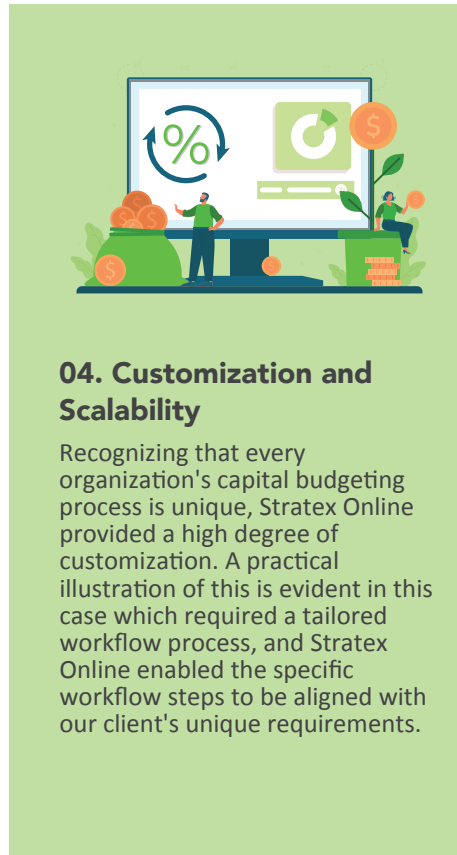 %
$
$
$
$
$
$
04. Customization and
Scalability
Recognizing that every
organization's capital budgeting
process is unique, Stratex Online
provided a high degree of
customization. A practical
illustration of this is evident in this
case which required a tailored
workflow process, and Stratex
Online enabled the specific
workflow steps to be aligned with
our client's unique requirements.